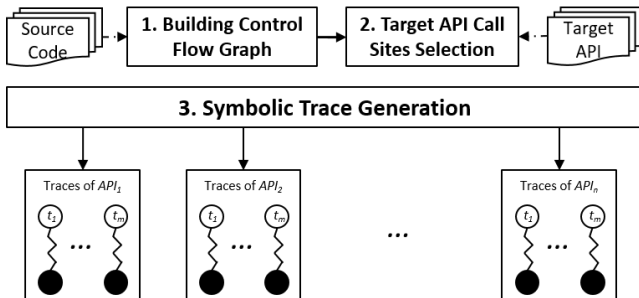 Source
Code
1. Building Control
Flow Graph
2. Target API Call
Sites Selection
Target
API
3. Symbolic Trace Generation
Traces of API1
Traces of API2
Traces of APIn
t1 ... tm
t1 ... tm
...
t1 ... tm